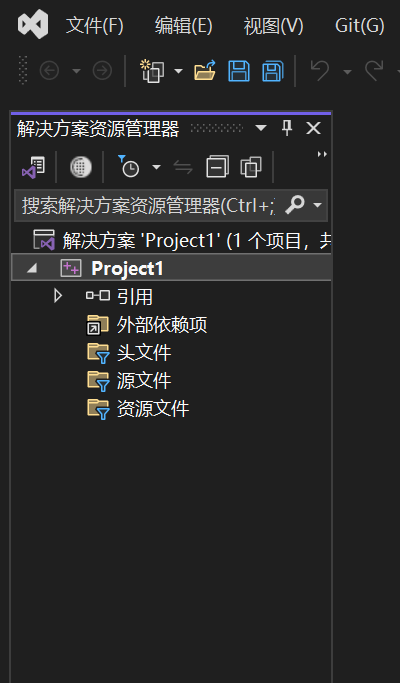 文件(F) 编辑(E) 视图(V) Git(G)
解决方案资源管理器
搜索解决方案资源管理器(Ctrl+;
解决方案 'Project1' (1 个项目，共
Project1
引用
外部依赖项
头文件
源文件
资源文件